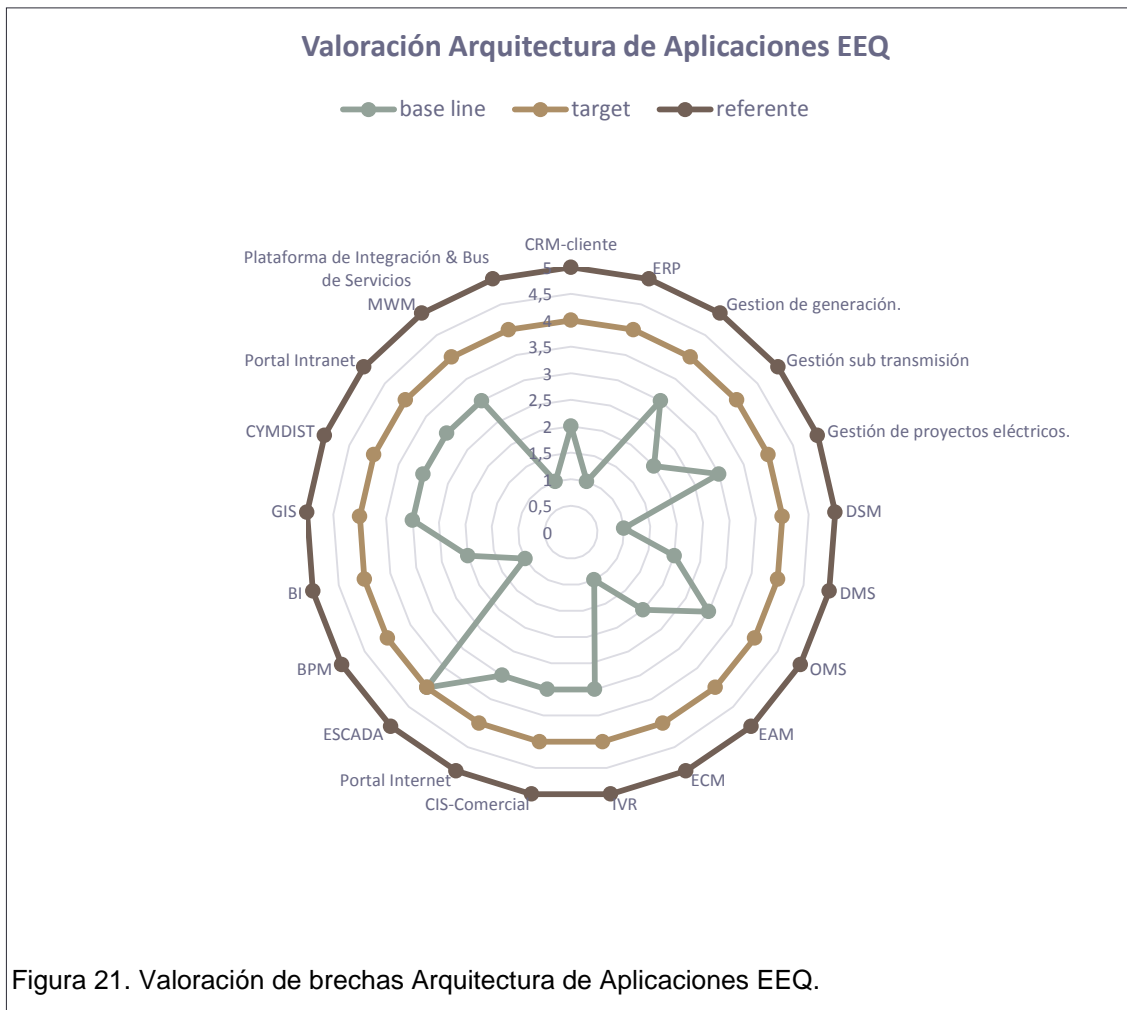 Valoración Arquitectura de Aplicaciones EEQ
base line
target
referente
CRM-cliente
ERP
Gestion de generación.
Gestión sub transmisión
Gestión de proyectos eléctricos.
DSM
DMS
OMS
EAM
ECM
IVR
CIS-Comercial
Portal Internet
ESCADA
BPM
BI
GIS
CYMDIST
Portal Intranet
MWM
Plataforma de Integración & Bus
de Servicios
5
4,5
4
3,5
3
2,5
2
1,5
1
0,5
0
Figura 21. Valoración de brechas Arquitectura de Aplicaciones EEQ.